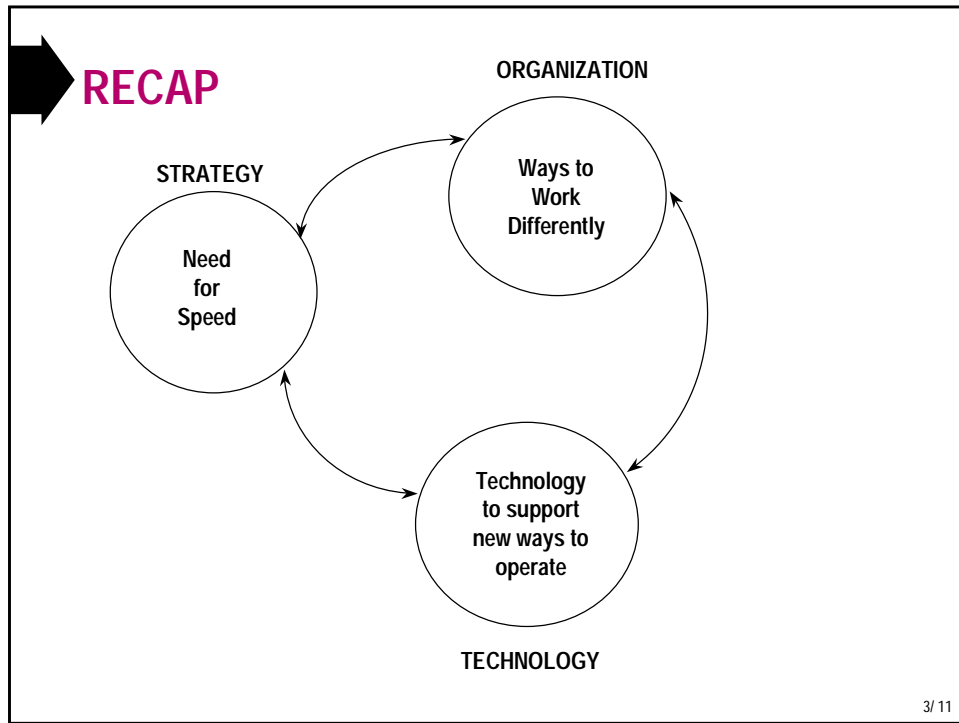 RECAP
ORGANIZATION
Ways to
Work
Differently
STRATEGY
Need
for
Speed
Technology
to support
new ways to
operate
TECHNOLOGY
3/ 11